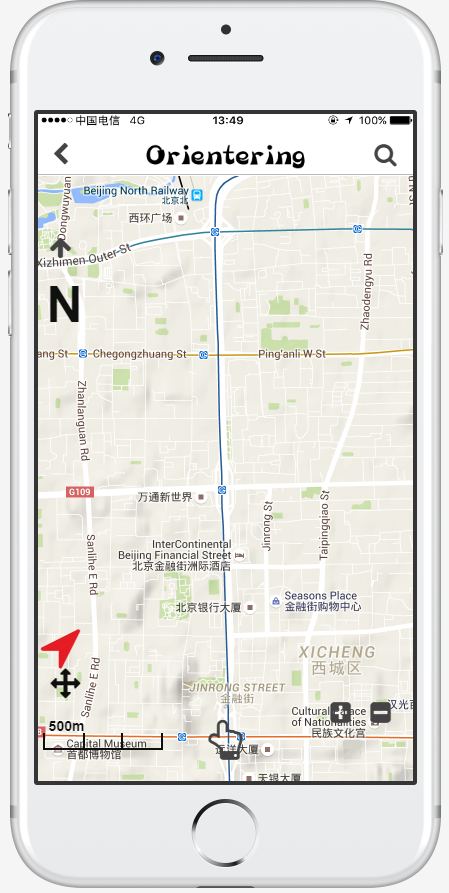 中国电信 4G 13:49 100%
Orientering
Dongwuyuan
Beijing North Railway
北京北
西环广场
Xizhimen Outer St
N
Zhaodengyu Rd
ang-St
Chegongzhuang St
Ping'anli W St
Zhanlanguan Rd
G109
万通新世界
Jinrong St
Taipingqiao St
Sanlihe E Rd
InterContinental
Beijing Financial Street
北京金融街洲际酒店
北京银行大厦
Seasons Place
金融街购物中心
XICHENG
西城区
Sanlihe E Rd
JINRONG STREET
金融街
汉光百
500m
of Nationalities
民族文化宫
Capital Museum
首都博物馆
远洋大厦
天银大厦